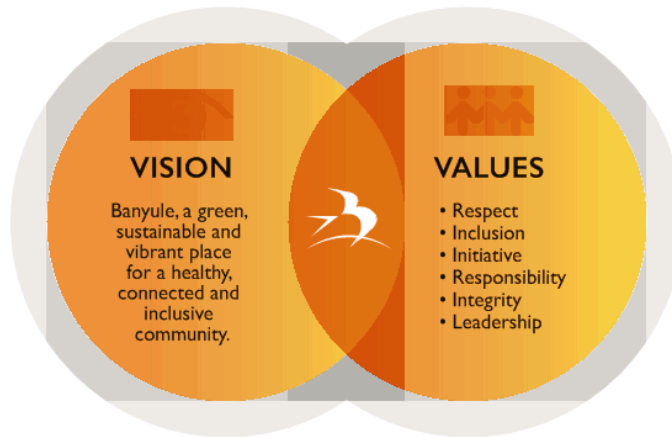 VISION
Banyule, a green,
sustainable and
vibrant place
for a healthy,
connected and
inclusive
community.
VALUES
• Respect
• Inclusion
• Initiative
• Responsibility
• Integrity
• Leadership